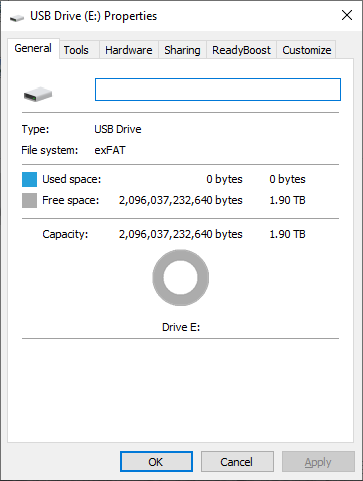 USB Drive (E:) Properties
General Tools Hardware Sharing ReadyBoost Customize
Type: USB Drive
File system: exFAT
Used space: 0 bytes 0 bytes
Free space: 2,096,037,232,640 bytes 1.90 TB
Capacity: 2,096,037,232,640 bytes 1.90 TB
Drive E:
OK Cancel Apply